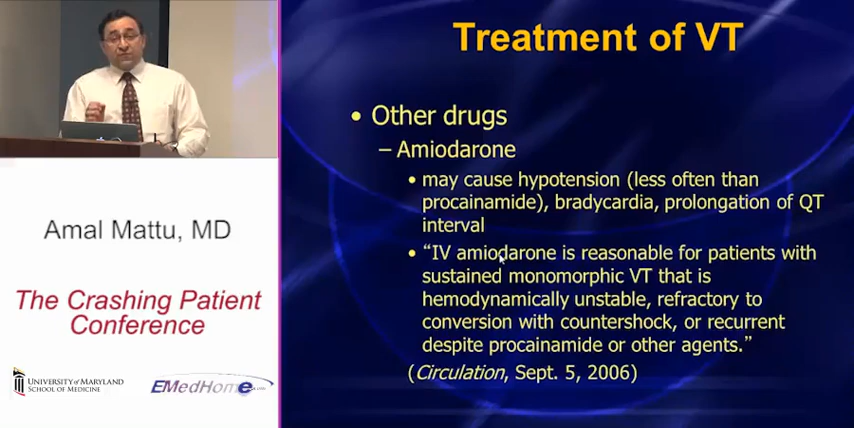 Treatment of VT
• Other drugs
– Amiodarone
• may cause hypotension (less often than
procainamide), bradycardia, prolongation of QT
interval
• “IV amiodarone is reasonable for patients with
sustained monomorphic VT that is
hemodynamically unstable, refractory to
conversion with countershock, or recurrent
despite procainamide or other agents.”
(Circulation, Sept. 5, 2006)
Amal Mattu, MD
The Crashing Patient
Conference
UNIVERSITY of MARYLAND
SCHOOL OF MEDICINE
EMedHome